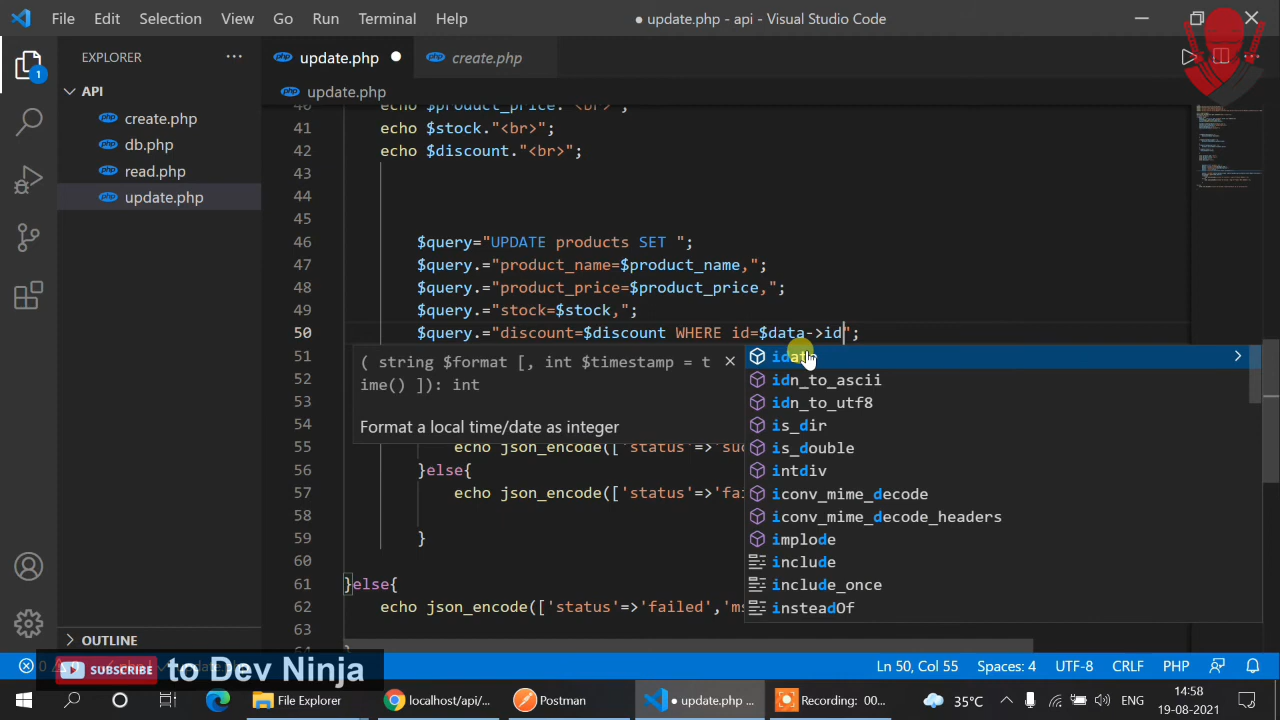 File Edit Selection View Go Run Terminal Help
● update.php - api - Visual Studio Code
EXPLORER
update.php
create.php
API
update.php
create.php
db.php
read.php
update.php
41 echo $stock."<br>";
42 echo $discount."<br>";
43
44
45
46 $query="UPDATE products SET ";
47 $query.="product_name=$product_name,";
48 $query.="product_price=$product_price,";
49 $query.="stock=$stock,";
50 $query.="discount=$discount WHERE id=$data->id";
51
( string $format [, int $timestamp = t
ime() ]): int
Format a local time/date as integer
idn_to_ascii
idn_to_utf8
is_dir
is_double
intdiv
iconv_mime_decode
iconv_mime_decode_headers
implode
include
include_once
insteadOf
52
53
54
55 echo json_encode(['status'=>'suc
56 }else{
57 echo json_encode(['status'=>'fai
58
59 }
60
61 }else{
62 echo json_encode(['status'=>'failed','m
63
OUTLINE
1
SUBSCRIBE to Dev Ninja
Ln 50, Col 55 Spaces: 4 UTF-8 CRLF PHP
File Explorer
localhost/api/...
Postman
● update.php ...
Recording: 00...
35°C
ENG
14:58
19-08-2021